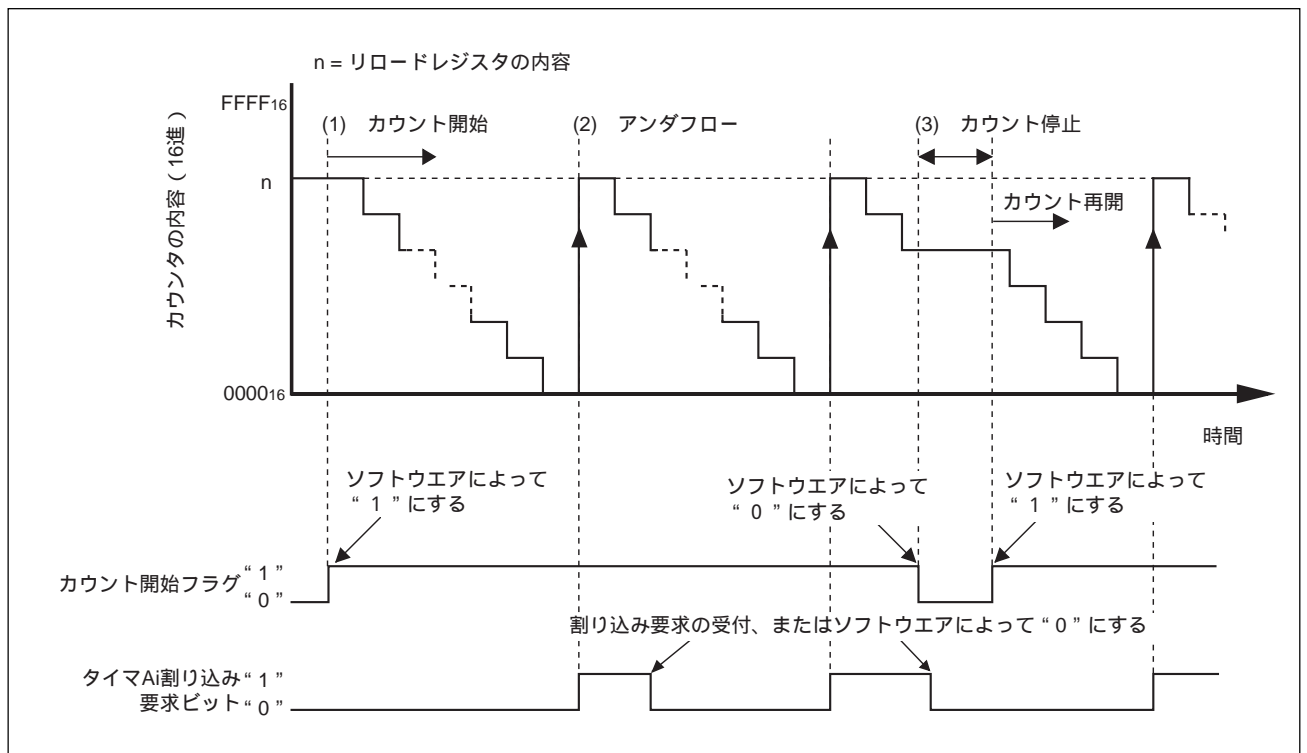 n = リロードレジスタの内容
カウンタの内容（16進）
FFFF16
(1) カウント開始
(2) アンダフロー
(3) カウント停止
n
カウント再開
000016
時間
ソフトウエアによって
“ 1 ” にする
ソフトウエアによって
“ 0 ” にする
ソフトウエアによって
“ 1 ” にする
カウント開始フラグ
“ 1 ”
“ 0 ”
割り込み要求の受付、またはソフトウエアによって “ 0 ” にする
タイマAi割り込み “ 1 ”
要求ビット “ 0 ”